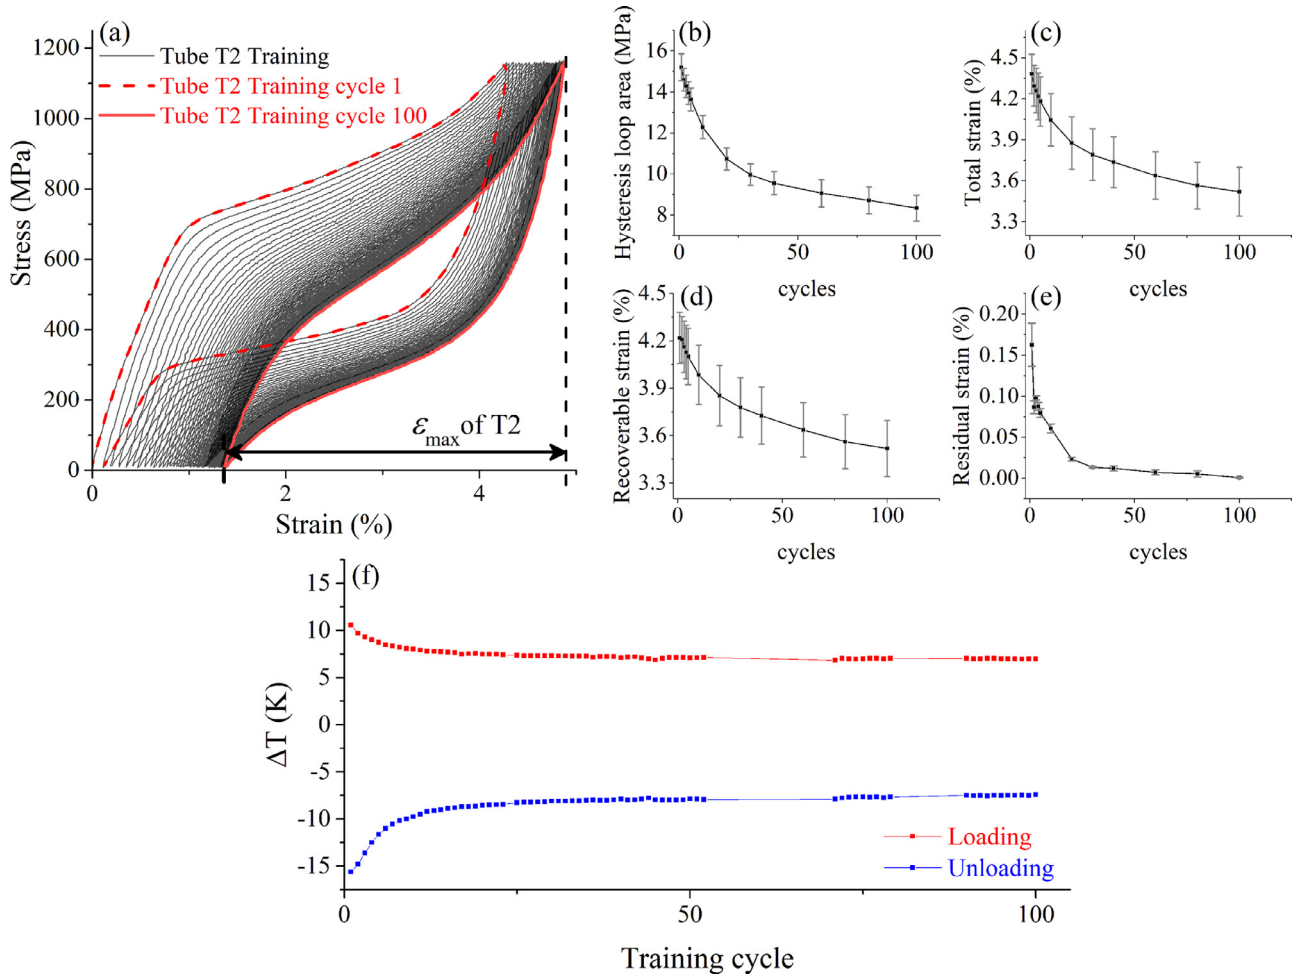 (a)
Tube T2 Training
Tube T2 Training cycle 1
Tube T2 Training cycle 100
1200
1000
800
600
400
200
0
Stress (MPa)
εmax of T2
0 2 4
Strain (%)
(b)
16
14
12
10
8
Hysteresis loop area (MPa)
0 50 100
cycles
(c)
4.5
4.2
3.9
3.6
3.3
Total strain (%)
0 50 100
cycles
(d)
4.5
4.2
3.9
3.6
3.3
Recoverable strain (%)
0 50 100
cycles
(e)
0.20
0.15
0.10
0.05
0.00
Residual strain (%)
0 50 100
cycles
(f)
15
10
5
0
-5
-10
-15
ΔT (K)
Loading
Unloading
0 50 100
Training cycle